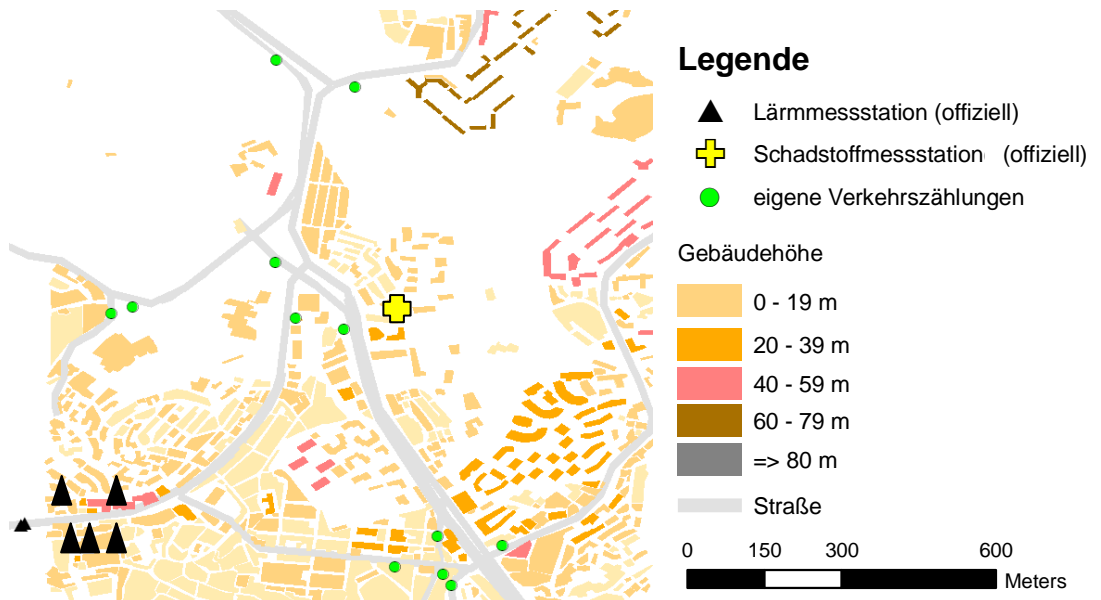 Legende
Lärmmessstation (offiziell)
Schadstoffmessstation (offiziell)
eigene Verkehrszählungen
Gebäudehöhe
0 - 19 m
20 - 39 m
40 - 59 m
60 - 79 m
=> 80 m
Straße
0 150 300 600
Meters